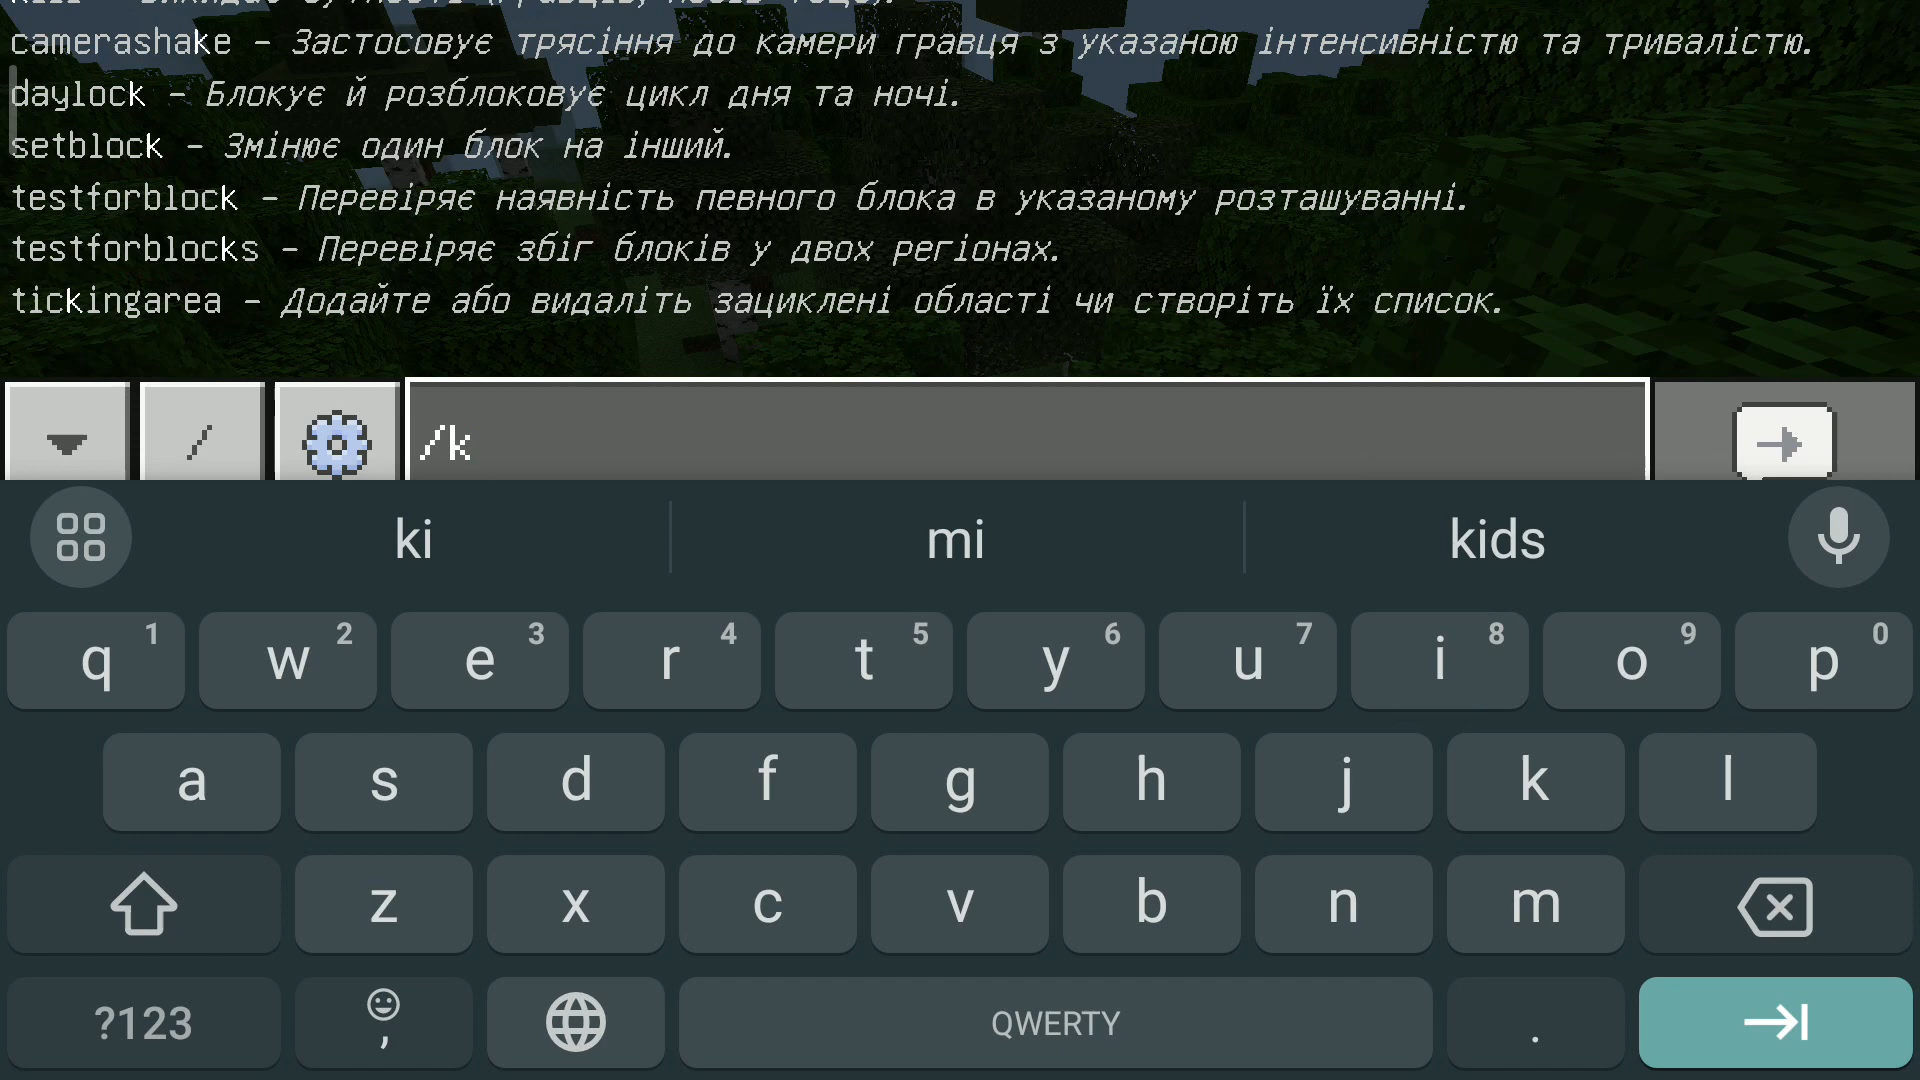 camerashake – Застосовує трясіння до камери гравця з указаною інтенсивністю та тривалістю.
daylock – Блокує й розблоковує цикл дня та ночі.
setblock – Змінює один блок на інший.
testforblock – Перевіряє наявність певного блока в указаному розташуванні.
testforblocks – Перевіряє збіг блоків у двох регіонах.
tickingarea – Додайте або видаліть зациклені області чи створіть їх список.
/ /k
ki mi kids
q 1 w 2 e 3 r 4 t 5 y 6 u 7 i 8 o 9 p 0
a s d f g h j k l
z x c v b n m
?123 , QWERTY .